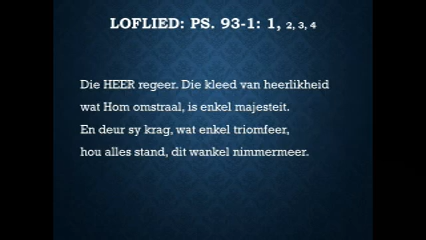 LOFLIED: PS. 93-1: 1, 2, 3, 4
Die HEER regeer. Die kleed van heerlikheid
wat Hom omstraal, is enkel majesteit.
En deur sy krag, wat enkel triomfeer,
hou alles stand, dit wankel nimmermeer.